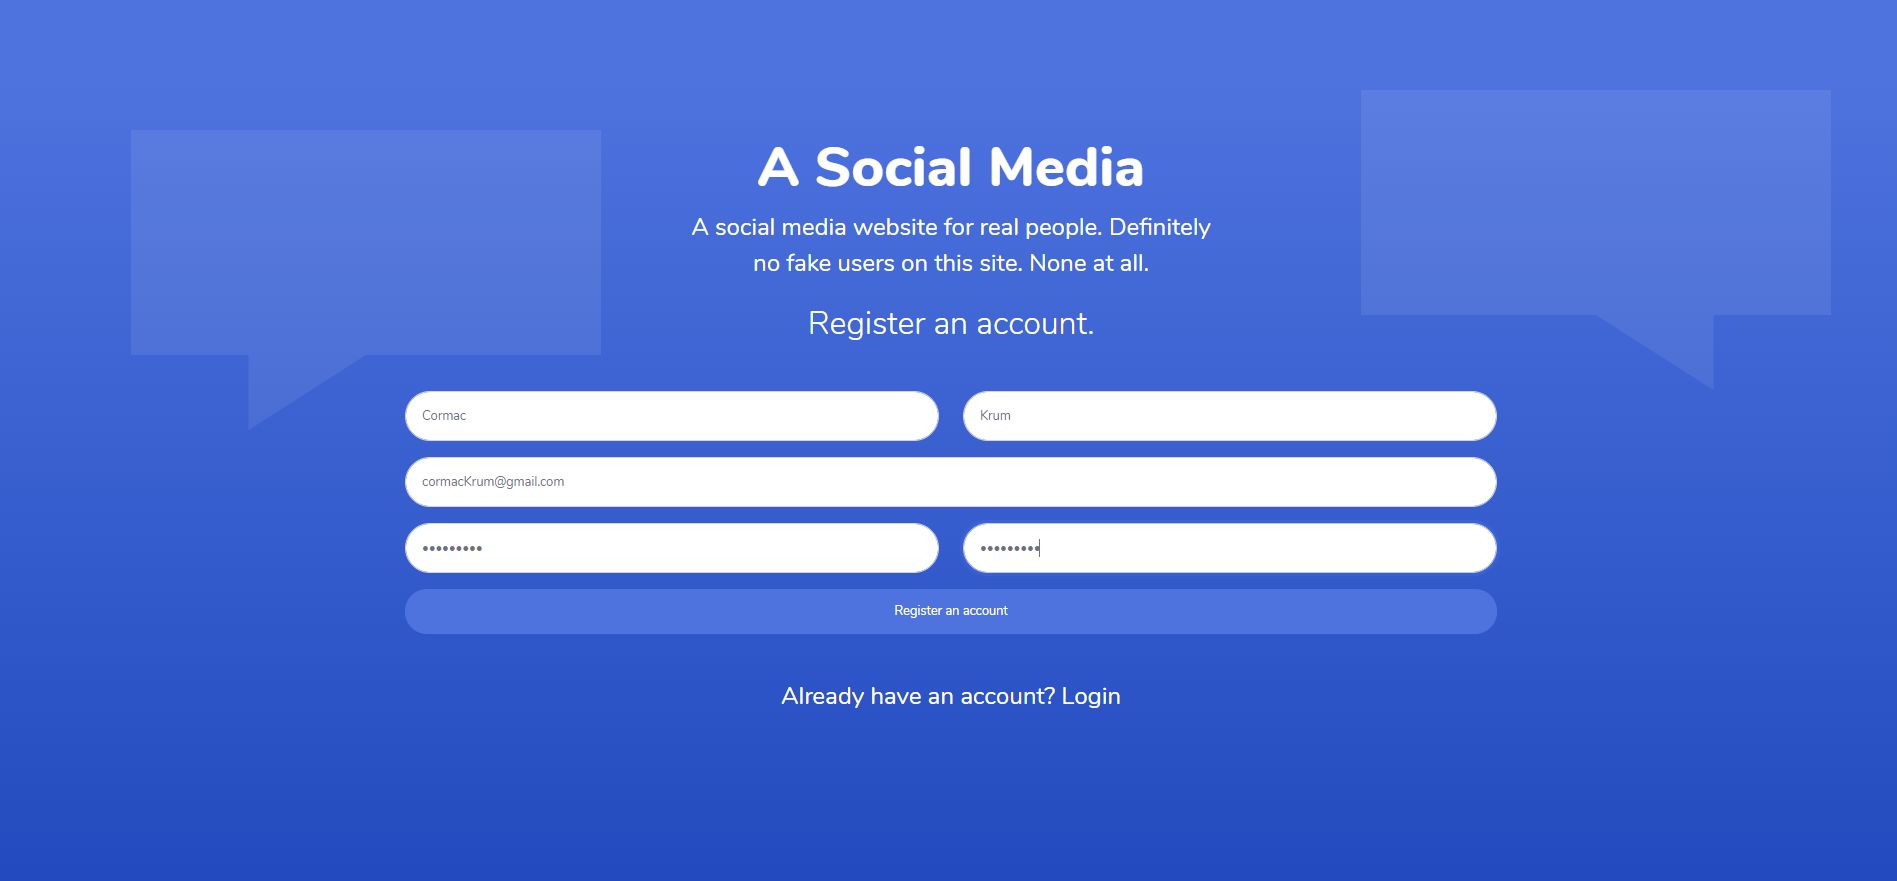 A Social Media
A social media website for real people. Definitely
no fake users on this site. None at all.
Register an account.
Cormac
Krum
cormacKrum@gmail.com
•••••••••
•••••••••
Register an account
Already have an account? Login